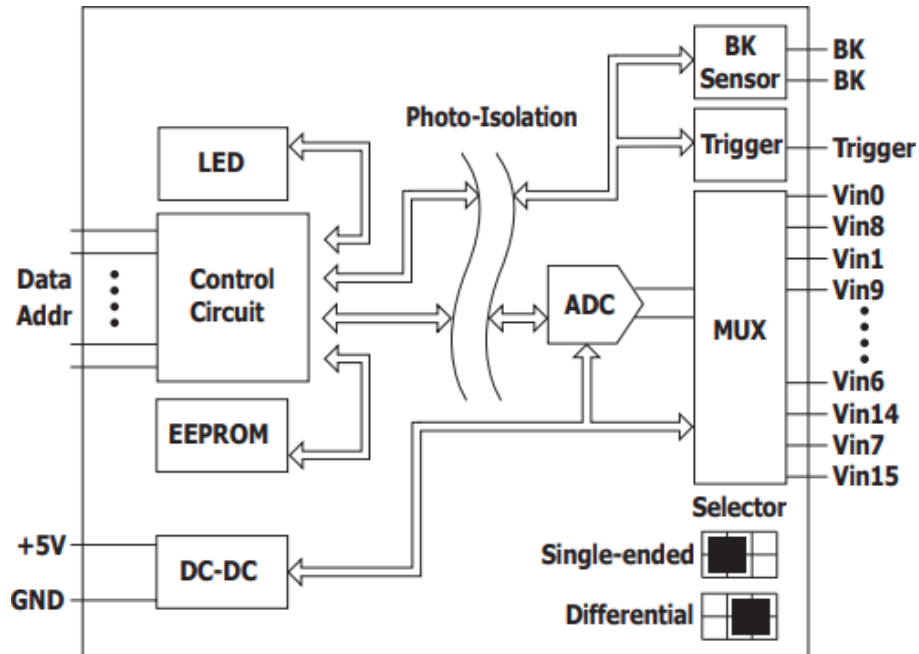 BK
Sensor
BK
BK
Photo-Isolation
LED
Trigger
Trigger
Control
Circuit
Data
Addr
ADC
MUX
Vin0
Vin8
Vin1
Vin9
Vin6
Vin14
Vin7
Vin15
EEPROM
Selector
+5V
GND
DC-DC
Single-ended
Differential